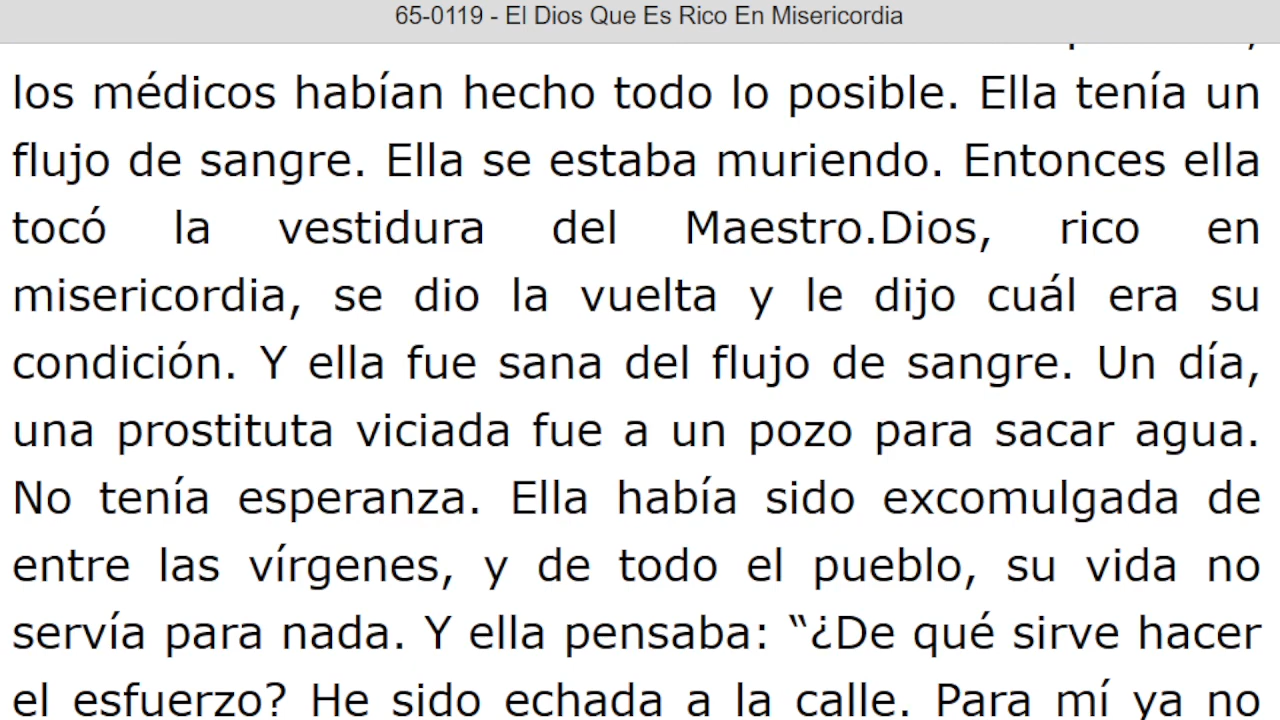 65-0119 - El Dios Que Es Rico En Misericordia
los médicos habían hecho todo lo posible. Ella tenía un
flujo de sangre. Ella se estaba muriendo. Entonces ella
tocó la vestidura del Maestro.Dios, rico en
misericordia, se dio la vuelta y le dijo cuál era su
condición. Y ella fue sana del flujo de sangre. Un día,
una prostituta viciada fue a un pozo para sacar agua.
No tenía esperanza. Ella había sido excomulgada de
entre las vírgenes, y de todo el pueblo, su vida no
servía para nada. Y ella pensaba: “¿De qué sirve hacer
el esfuerzo? He sido echada a la calle. Para mí ya no